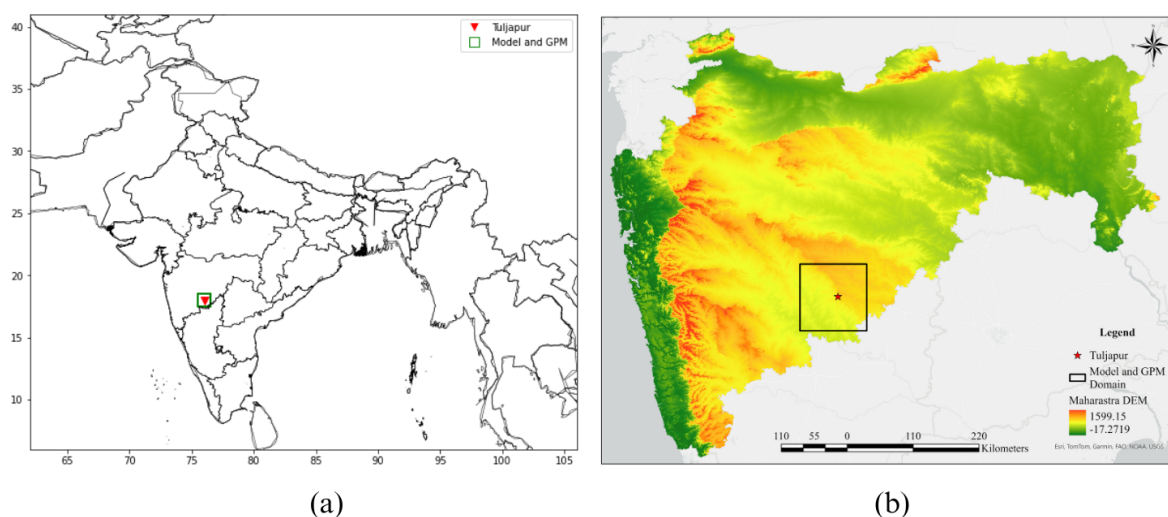 Tuljapur
Model and GPM
40
35
30
25
20
15
10
65 70 75 80 85 90 95 100 105
(a)
Legend
Tuljapur
Model and GPM
Domain
Maharastra DEM
1599.15
-17.2719
110 55 0 110 220
Kilometers
Esri, TomTom, Garmin, FAO, NOAA, USGS
(b)